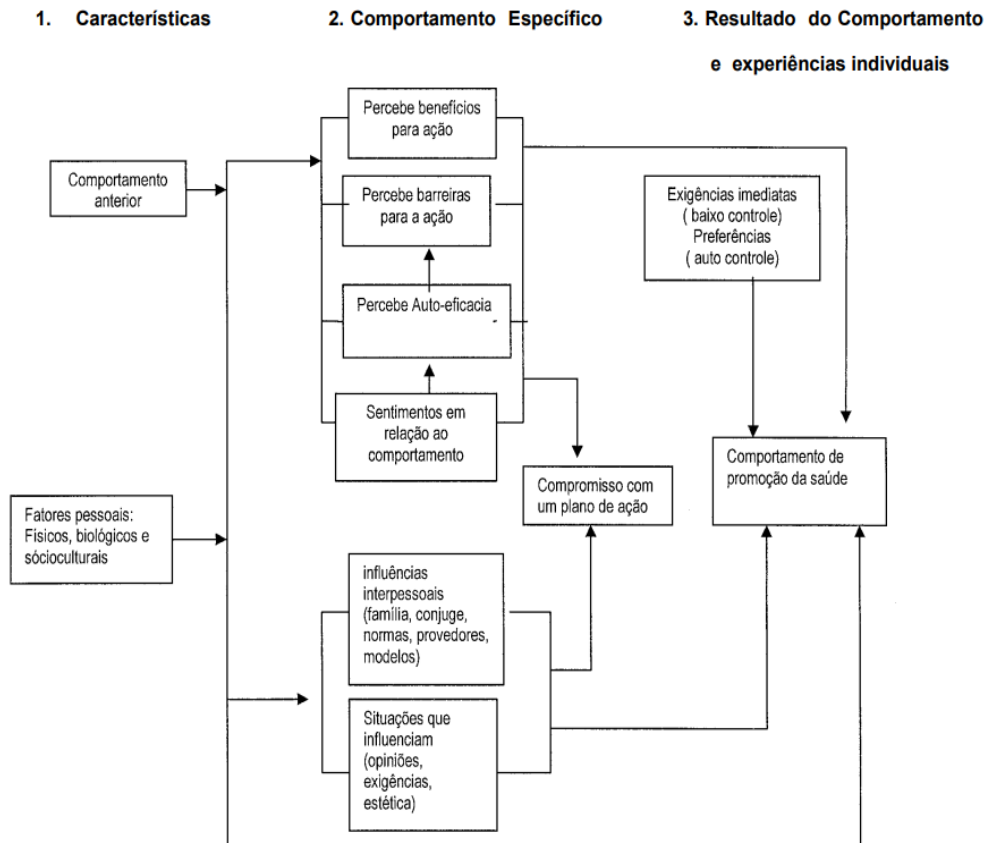 1. Características
2. Comportamento Específico
3. Resultado do Comportamento
e experiências individuais
Comportamento
anterior
Fatores pessoais:
Físicos, biológicos e
sócioculturais
Percebe benefícios
para ação
Percebe barreiras
para a ação
Percebe Auto-eficacia
Sentimentos em
relação ao
comportamento
influências
interpessoais
(família, conjuge,
normas, provedores,
modelos)
Situações que
influenciam
(opiniões,
exigências,
estética)
Compromisso com
um plano de ação
Exigências imediatas
( baixo controle)
Preferências
( auto controle)
Comportamento de
promoção da saúde